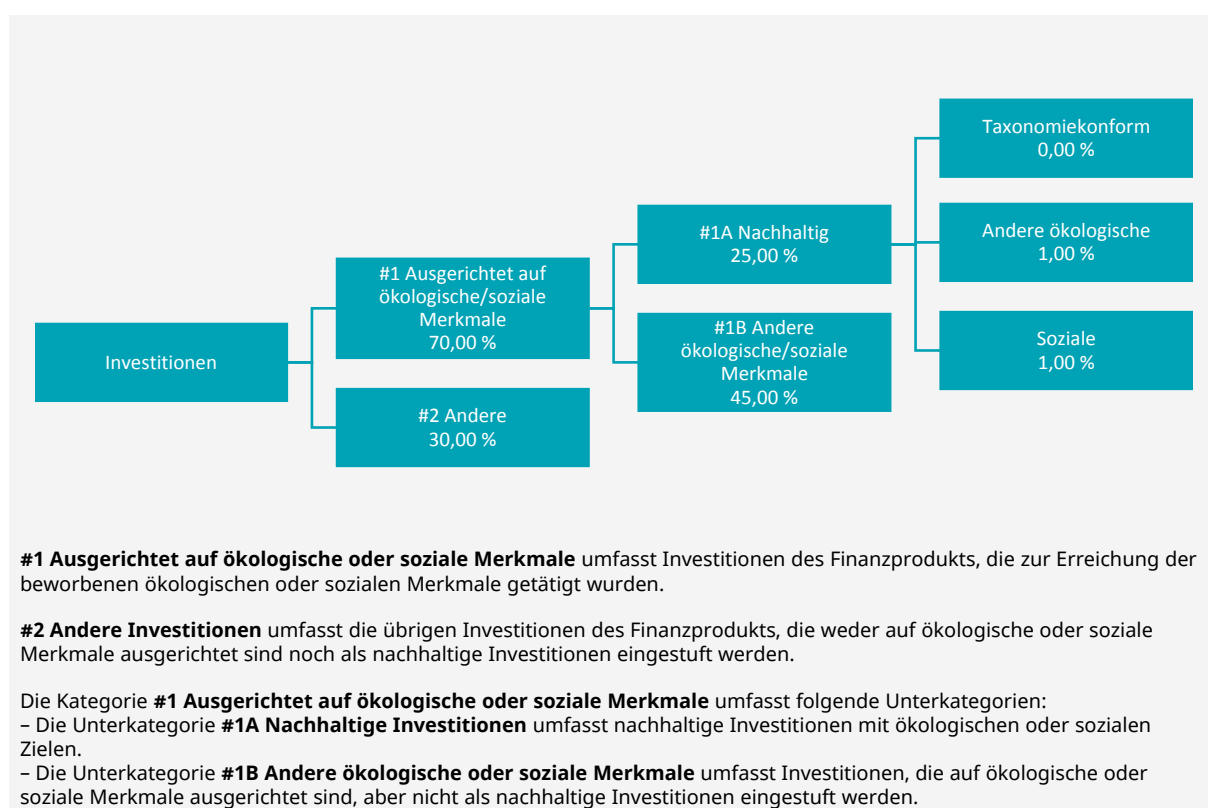 Investitionen
#1 Ausgerichtet auf
ökologische/soziale
Merkmale
70,00 %
#2 Andere
30,00 %
#1A Nachhaltig
25,00 %
#1B Andere
ökologische/soziale
Merkmale
45,00 %
Taxonomiekonform
0,00 %
Andere ökologische
1,00 %
Soziale
1,00 %
#1 Ausgerichtet auf ökologische oder soziale Merkmale umfasst Investitionen des Finanzprodukts, die zur Erreichung der
beworbenen ökologischen oder sozialen Merkmale getätigt wurden.
#2 Andere Investitionen umfasst die übrigen Investitionen des Finanzprodukts, die weder auf ökologische oder soziale
Merkmale ausgerichtet sind noch als nachhaltige Investitionen eingestuft werden.
Die Kategorie #1 Ausgerichtet auf ökologische oder soziale Merkmale umfasst folgende Unterkategorien:
– Die Unterkategorie #1A Nachhaltige Investitionen umfasst nachhaltige Investitionen mit ökologischen oder sozialen
Zielen.
– Die Unterkategorie #1B Andere ökologische oder soziale Merkmale umfasst Investitionen, die auf ökologische oder
soziale Merkmale ausgerichtet sind, aber nicht als nachhaltige Investitionen eingestuft werden.